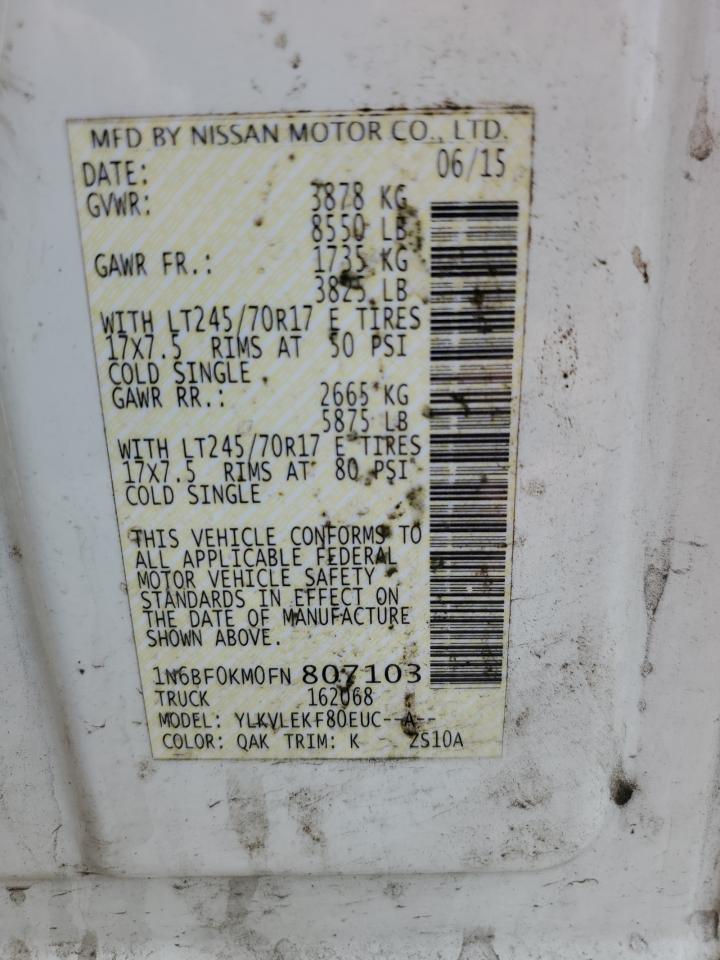 MFD BY NISSAN MOTOR CO., LTD.
DATE: 06/15
GVWR: 3878 KG
8550 LB
GAWR FR.: 1735 KG
3825 LB
WITH LT245/70R17 E TIRES
17X7.5 RIMS AT 50 PSI
COLD SINGLE
GAWR RR.: 2665 KG
5875 LB
WITH LT245/70R17 E TIRES
17X7.5 RIMS AT 80 PSI
COLD SINGLE
THIS VEHICLE CONFORMS TO
ALL APPLICABLE FEDERAL
MOTOR VEHICLE SAFETY
STANDARDS IN EFFECT ON
THE DATE OF MANUFACTURE
SHOWN ABOVE.
1N6BF0KM0FN 807103
TRUCK 162068
MODEL: YLKVLEKF80EUC--A--
COLOR: QAK TRIM: K ZS10A